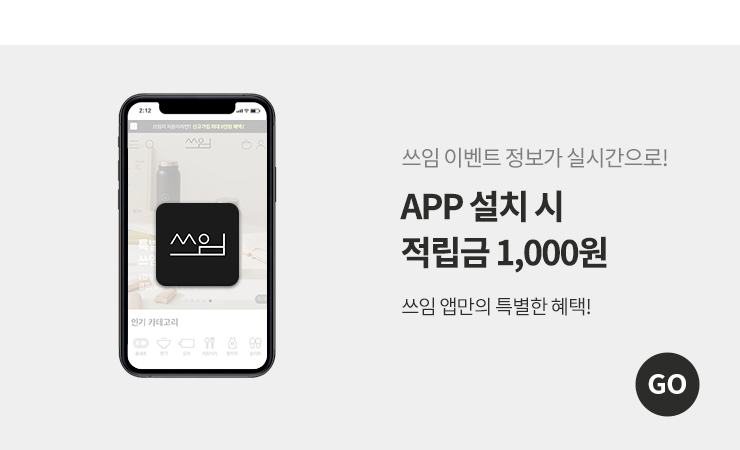 2:12
쓰임
쓰임
인기 카테고리
쓰임 이벤트 정보가 실시간으로!
APP 설치 시
적립금 1,000원
쓰임 앱만의 특별한 혜택!
GO